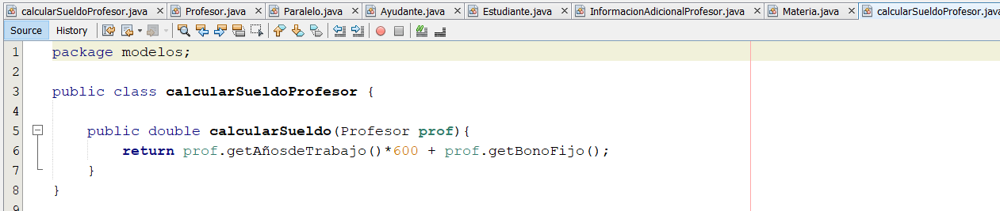 calcularSueldoProfesor.java Profesor.java Paralelo.java Ayudante.java Estudiante.java InformacionAdicionalProfesor.java Materia.java calcularSueldoProfesor.java
Source History
1 package modelos;
2
3 public class calcularSueldoProfesor {
4
5 public double calcularSueldo(Profesor prof){
6 return prof.getAñosdeTrabajo()*600 + prof.getBonoFijo();
7 }
8 }
9